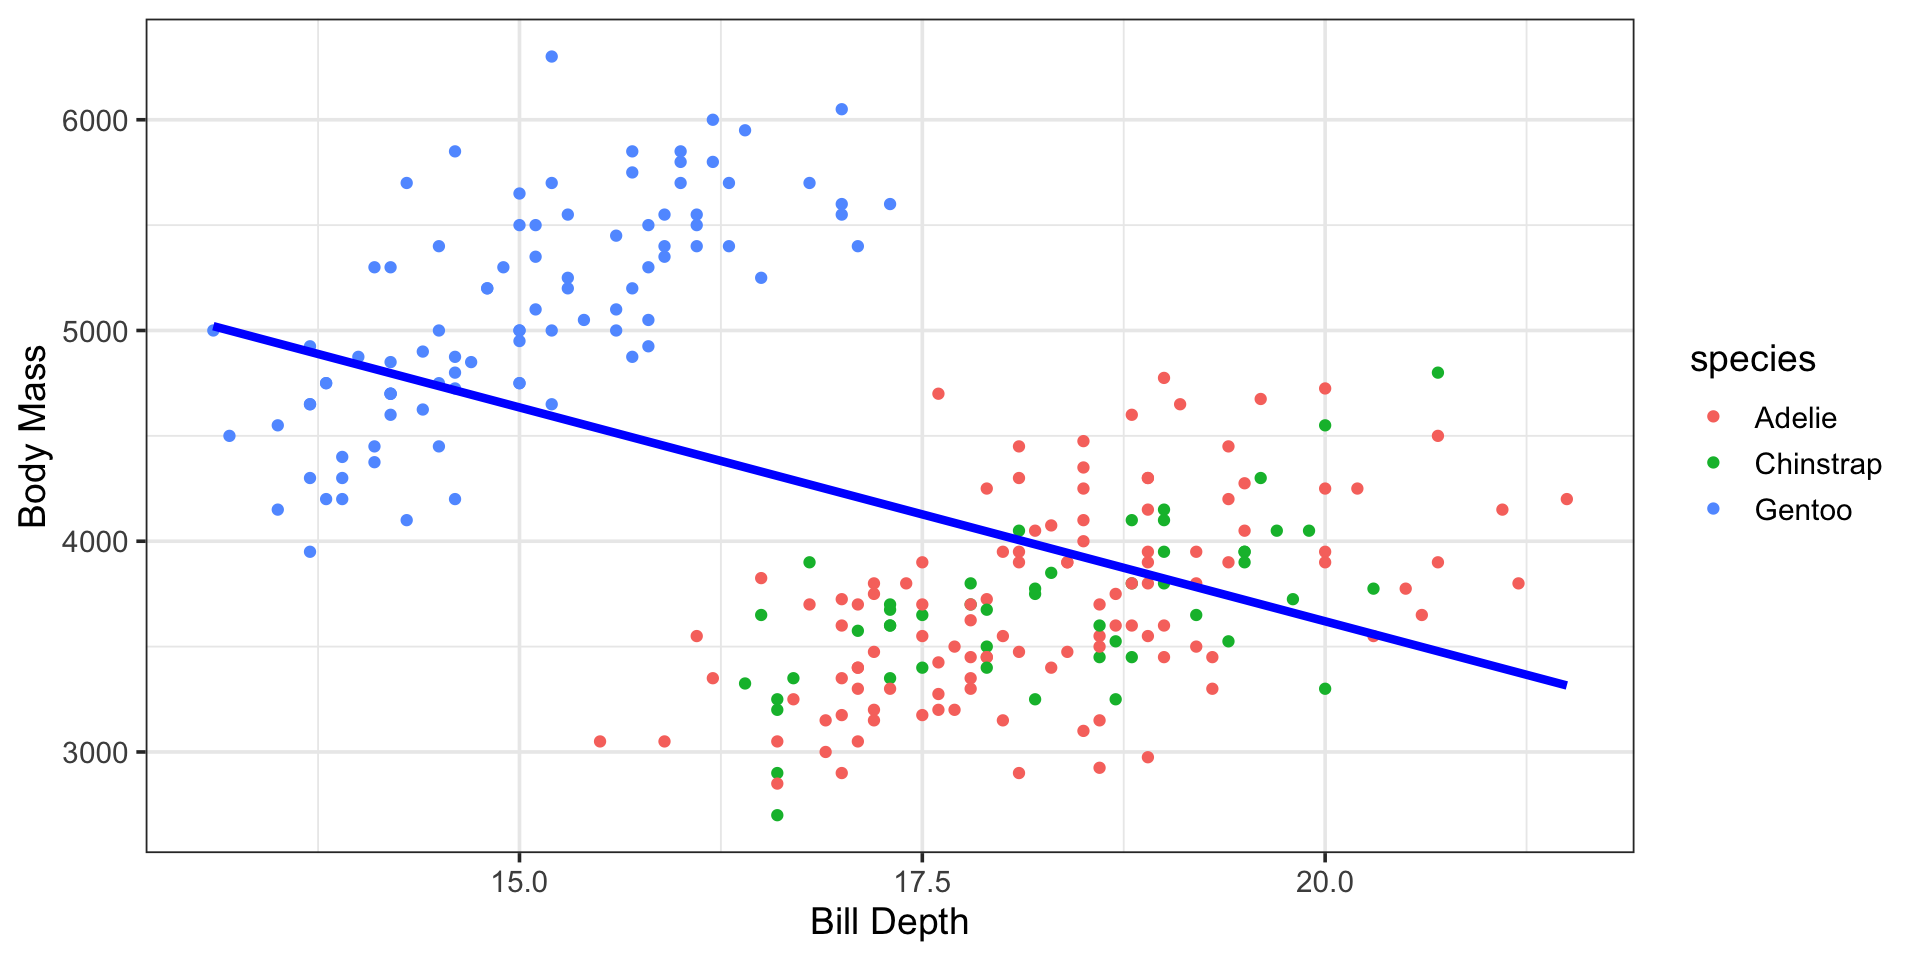 6000
5000
4000
3000
Body Mass
15.0
17.5
20.0
Bill Depth
species
Adelie
Chinstrap
Gentoo